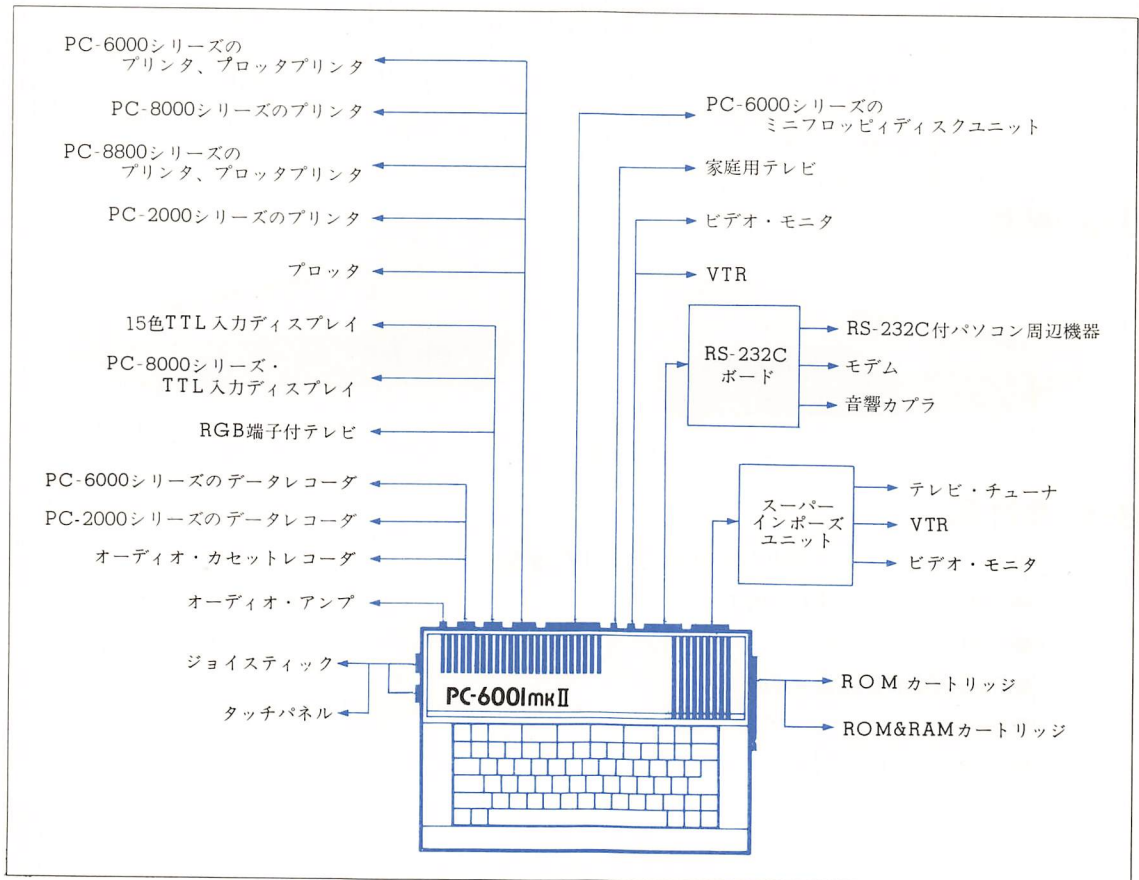 PC-6000シリーズの
プリンタ、プロッタプリンタ
PC-8000シリーズのプリンタ
PC-8800シリーズの
プリンタ、プロッタプリンタ
PC-2000シリーズのプリンタ
プロッタ
15色TTL入力ディスプレイ
PC-8000シリーズ・
TTL入力ディスプレイ
RGB端子付テレビ
PC-6000シリーズのデータレコーダ
PC-2000シリーズのデータレコーダ
オーディオ・カセットレコーダ
オーディオ・アンプ
ジョイスティック
タッチパネル
PC-6000シリーズの
ミニフロッピィディスクユニット
家庭用テレビ
ビデオ・モニタ
VTR
RS-232C
ボード
RS-232C付パソコン周辺機器
モデム
音響カプラ
スーパー
インポーズ
ユニット
テレビ・チューナ
VTR
ビデオ・モニタ
ROMカートリッジ
ROM&RAMカートリッジ
PC-6001mkII